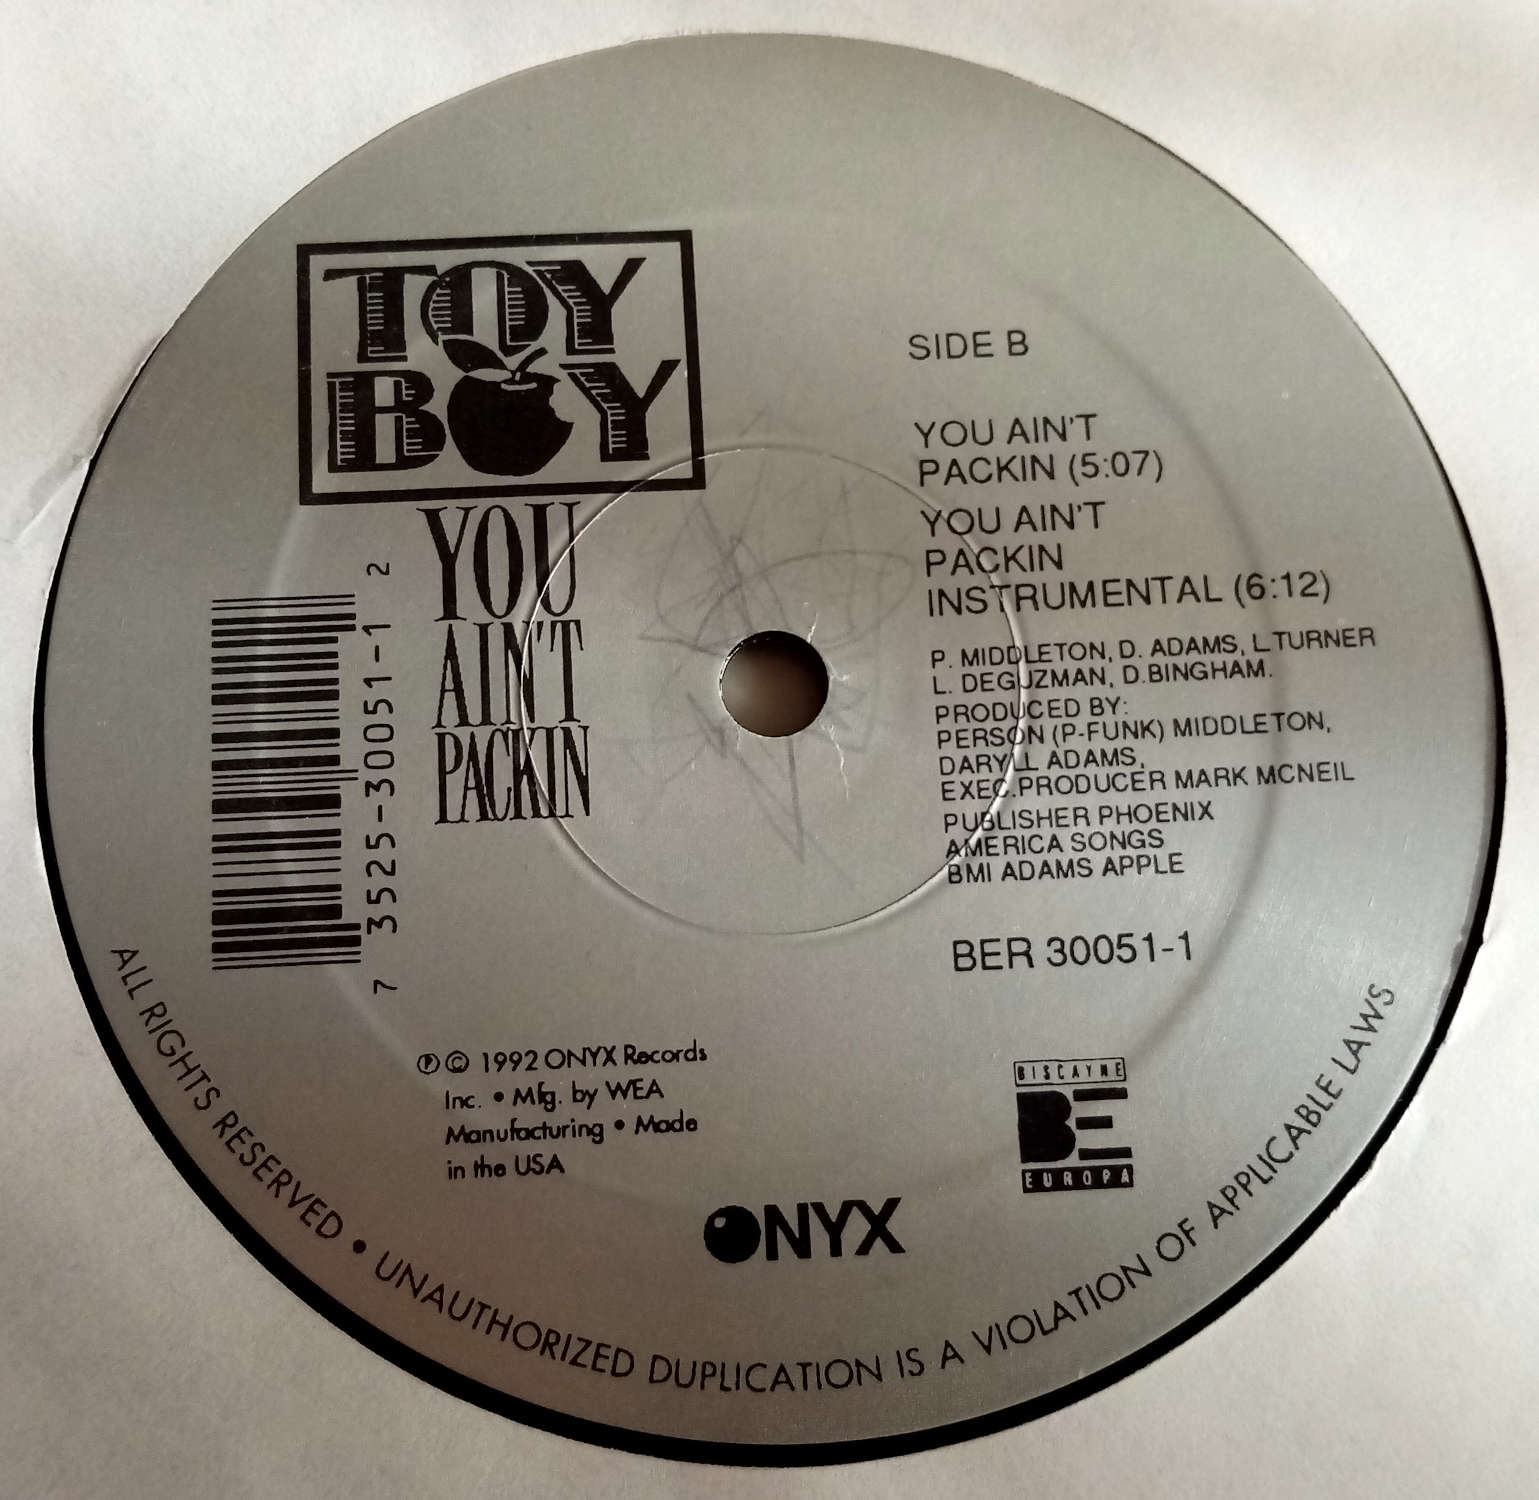 TOY
BOY
YOU
AIN'T
PACKIN
7 3525-30051-1 2
SIDE B
YOU AIN'T
PACKIN (5:07)
YOU AIN'T
PACKIN
INSTRUMENTAL (6:12)
P. MIDDLETON, D. ADAMS, L.TURNER
L. DEGUZMAN, D.BINGHAM.
PRODUCED BY:
PERSON (P-FUNK) MIDDLETON,
DARYLL ADAMS,
EXEC.PRODUCER MARK MCNEIL
PUBLISHER PHOENIX
AMERICA SONGS
BMI ADAMS APPLE
BER 30051-1
℗ © 1992 ONYX Records
Inc. • Mfg. by WEA
Manufacturing • Made
in the USA
BISCAYNE
BE
EUROPA
ONYX
ALL RIGHTS RESERVED • UNAUTHORIZED DUPLICATION IS A VIOLATION OF APPLICABLE LAWS